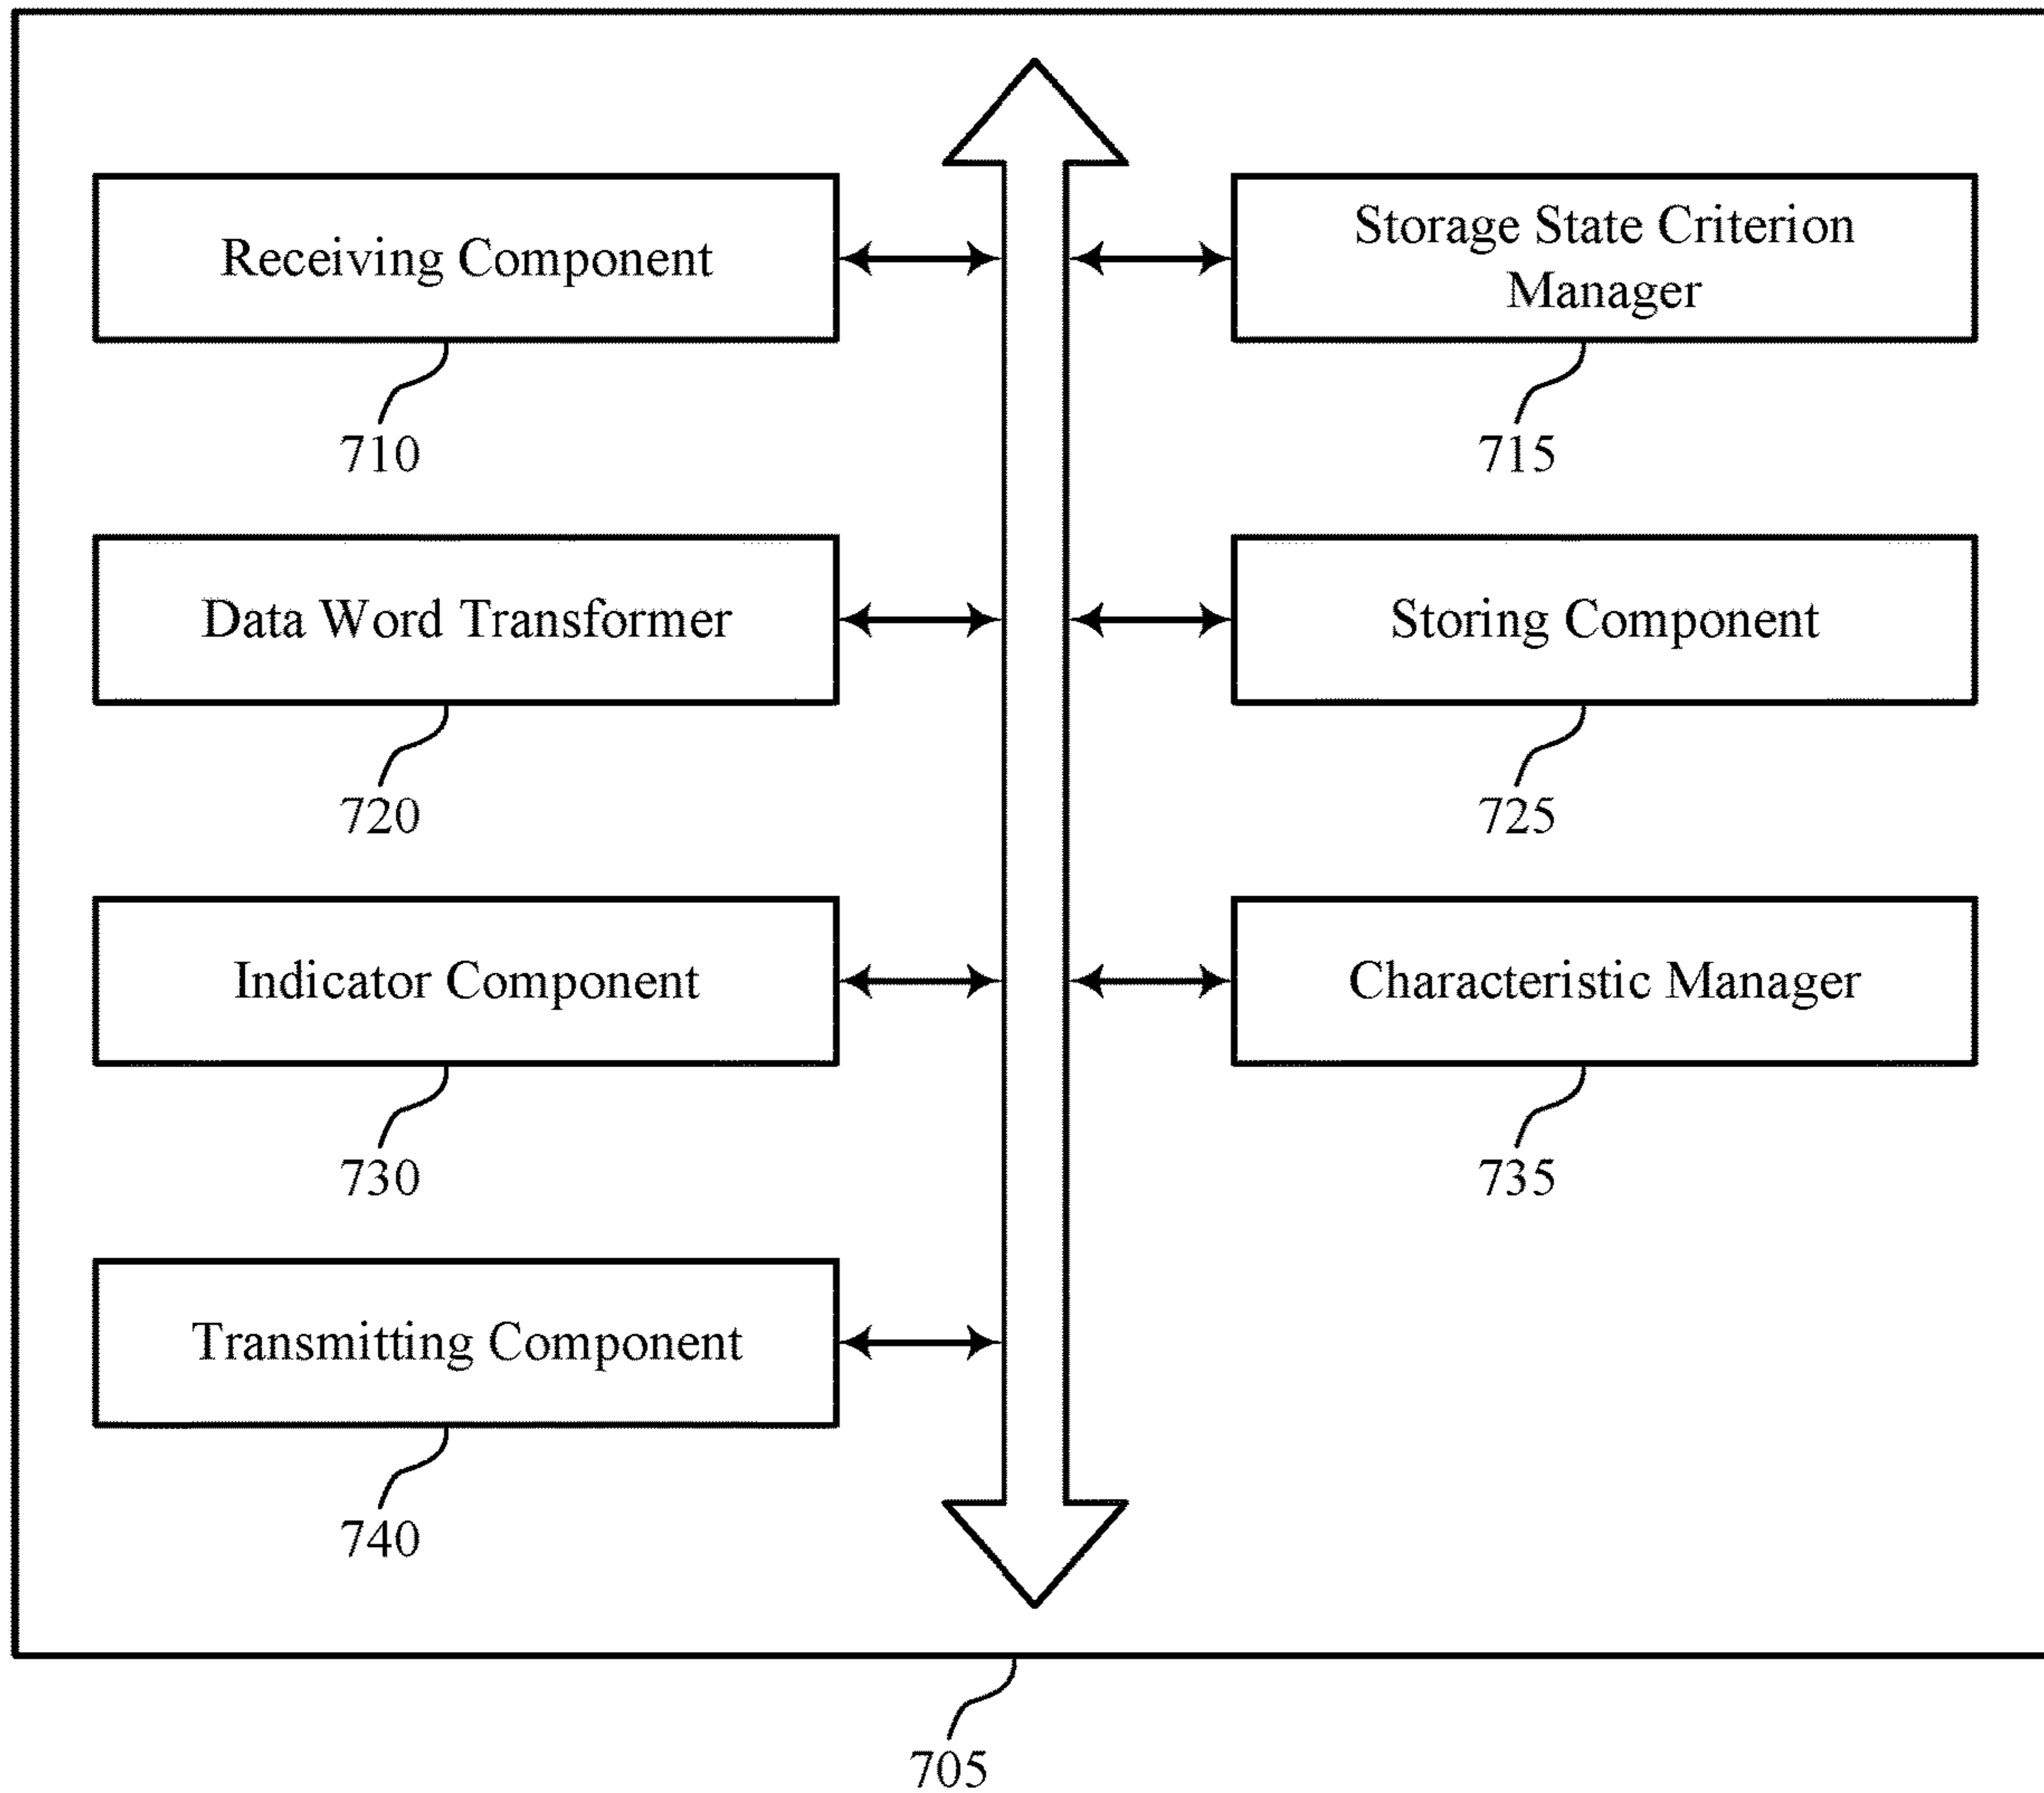 Receiving Component
710
Storage State Criterion
Manager
715
Data Word Transformer
720
Storing Component
725
Indicator Component
730
Characteristic Manager
735
Transmitting Component
740
705